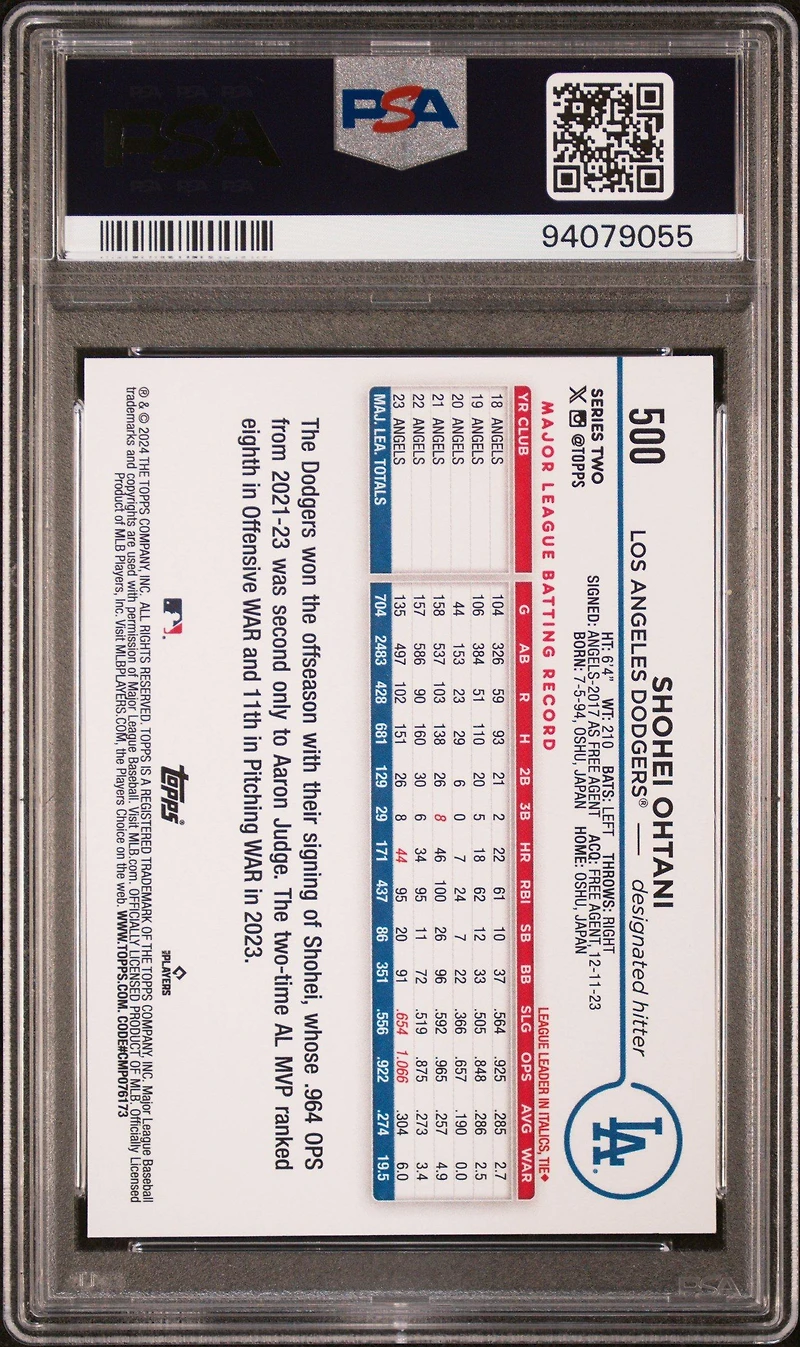 PSA
PSA
94079055
500
SHOHEI OHTANI
LOS ANGELES DODGERS® — designated hitter
SERIES TWO
@TOPPS
HT: 6'4" WT: 210 BATS: LEFT THROWS: RIGHT
SIGNED: ANGELS-2017 AS FREE AGENT ACQ: FREE AGENT, 12-11-23
BORN: 7-5-94, OSHU, JAPAN HOME: OSHU, JAPAN
LA
MAJOR LEAGUE BATTING RECORD
LEAGUE LEADER IN ITALICS, TIE♦
YR CLUB G AB R H 2B 3B HR RBI SB BB SLG OPS AVG WAR
18 ANGELS 104 326 59 93 21 2 22 61 10 37 .564 .925 .285 2.7
19 ANGELS 106 384 51 110 20 5 18 62 12 33 .505 .848 .286 2.5
20 ANGELS 44 153 23 29 6 0 7 24 7 22 .366 .657 .190 0.0
21 ANGELS 158 537 103 138 26 8 46 100 26 96 .592 .965 .257 4.9
22 ANGELS 157 586 90 160 30 6 34 95 11 72 .519 .875 .273 3.4
23 ANGELS 135 497 102 151 26 8 44 95 20 91 .654 1.066 .304 6.0
MAJ. LEA. TOTALS 704 2483 428 681 129 29 171 437 86 351 .556 .922 .274 19.5
The Dodgers won the offseason with their signing of Shohei, whose .964 OPS
from 2021-23 was second only to Aaron Judge. The two-time AL MVP ranked
eighth in Offensive WAR and 11th in Pitching WAR in 2023.
topps®
PLAYERS
® & © 2024 THE TOPPS COMPANY, INC. ALL RIGHTS RESERVED. TOPPS IS A REGISTERED TRADEMARK OF THE TOPPS COMPANY, INC. Major League Baseball
trademarks and copyrights are used with permission of Major League Baseball. Visit MLB.com. OFFICIALLY LICENSED PRODUCT OF MLB. Officially Licensed
Product of MLB Players, Inc. Visit MLBPLAYERS.COM, the Players Choice on the web. WWW.TOPPS.COM. CODE#CMP076173
PSA